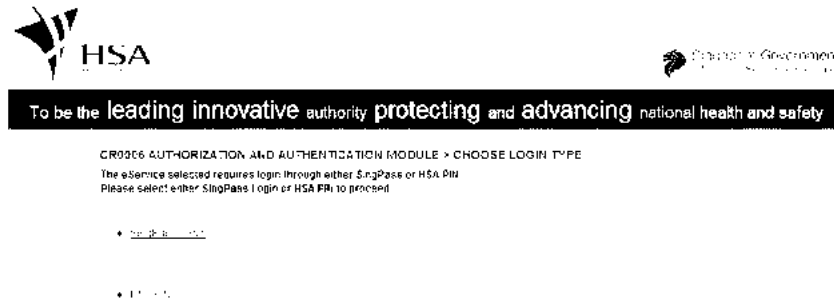 HSA
Government
To be the leading innovative authority protecting and advancing national health and safety
CR0006 AUTHORIZATION AND AUTHENTICATION MODULE > CHOOSE LOGIN TYPE
The eService selected requires login through either SingPass or HSA PIN
Please select either SingPass Login or HSA PIN to proceed